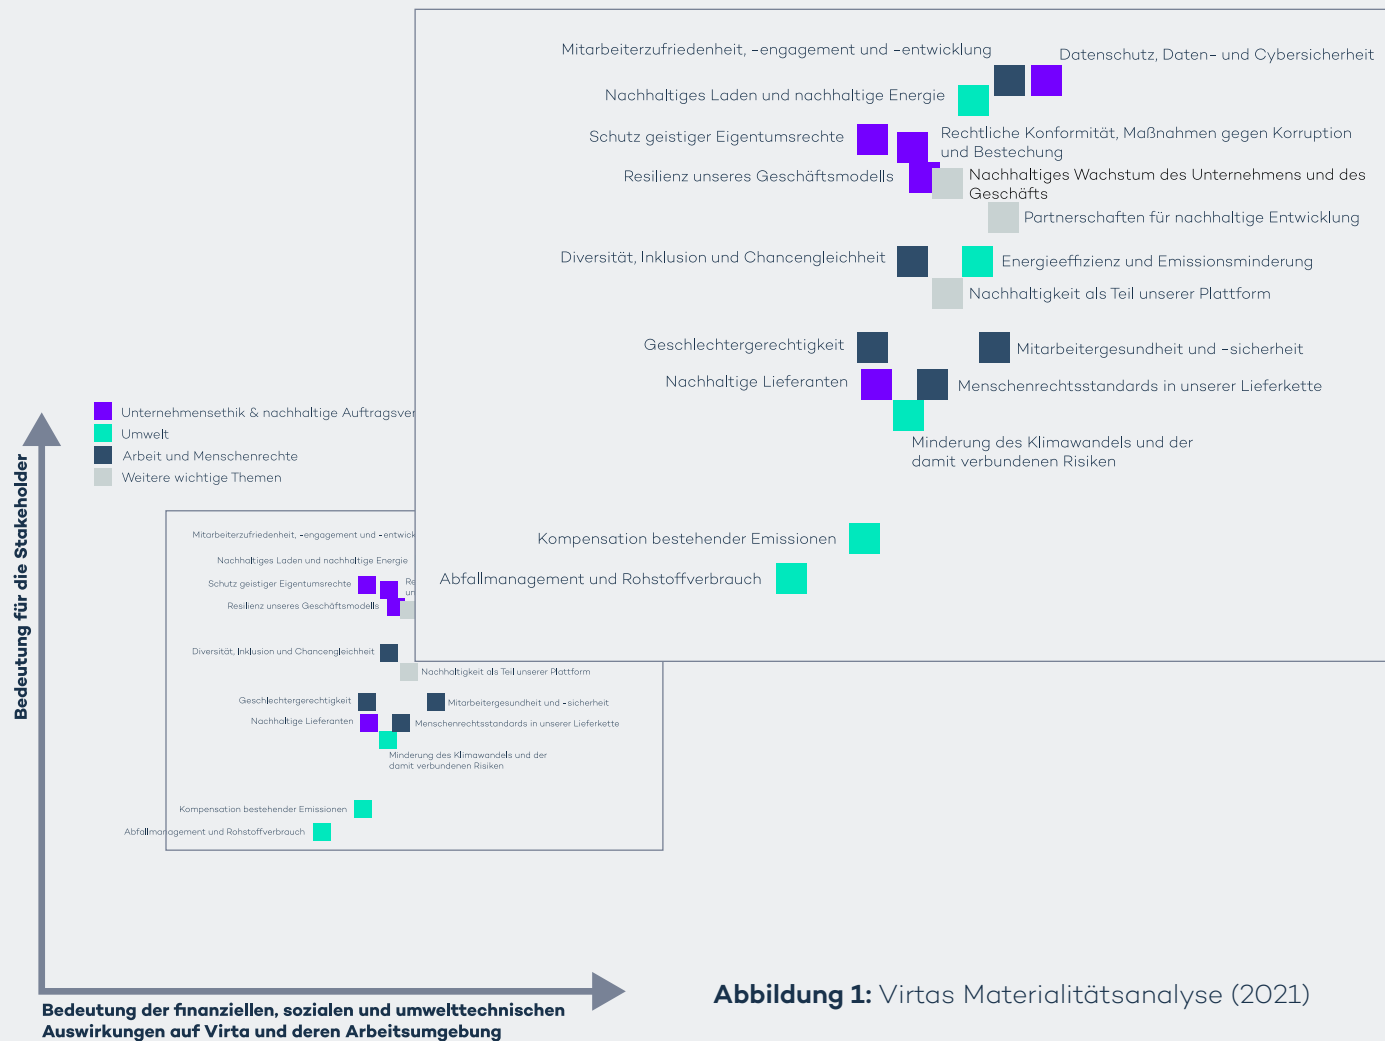 Mitarbeiterzufriedenheit, -engagement und -entwicklung
Datenschutz, Daten- und Cybersicherheit
Nachhaltiges Laden und nachhaltige Energie
Schutz geistiger Eigentumsrechte
Rechtliche Konformität, Maßnahmen gegen Korruption
und Bestechung
Resilienz unseres Geschäftsmodells
Nachhaltiges Wachstum des Unternehmens und des
Geschäfts
Partnerschaften für nachhaltige Entwicklung
Diversität, Inklusion und Chancengleichheit
Energieeffizienz und Emissionsminderung
Nachhaltigkeit als Teil unserer Plattform
Geschlechtergerechtigkeit
Mitarbeitergesundheit und -sicherheit
Nachhaltige Lieferanten
Menschenrechtsstandards in unserer Lieferkette
Minderung des Klimawandels und der
damit verbundenen Risiken
Kompensation bestehender Emissionen
Abfallmanagement und Rohstoffverbrauch
Unternehmensethik & nachhaltige
Umwelt
Arbeit und Menschenrechte
Weitere wichtige Themen
Bedeutung für die Stakeholder
Mitarbeiterzufriedenheit, -engagement und
Nachhaltiges Laden und nachhaltige Energie
Schutz geistiger Eigentumsrechte
Resilienz unseres Geschäftsmodells
Diversität, Inklusion und Chancengleichheit
Nachhaltigkeit als Teil unserer Plattform
Geschlechtergerechtigkeit
Mitarbeitergesundheit und -sicherheit
Nachhaltige Lieferanten
Menschenrechtsstandards in unserer Lieferkette
Minderung des Klimawandels und der
damit verbundenen Risiken
Kompensation bestehender Emissionen
Abfallmanagement und Rohstoffverbrauch
Bedeutung der finanziellen, sozialen und umwelttechnischen
Auswirkungen auf Virta und deren Arbeitsumgebung
Abbildung 1: Virtas Materialitätsanalyse (2021)